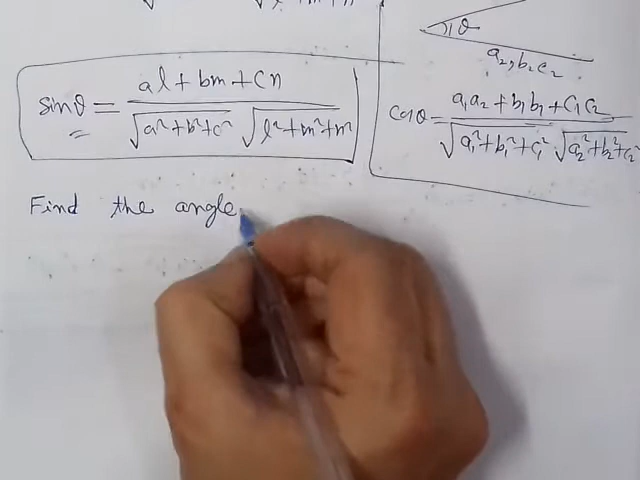 θ
a₂, b₂ c₂
sinθ = (al + bm + cn) / (√(a² + b² + c²) √(l² + m² + m²))
cosθ = (a₁a₂ + b₁b₂ + c₁c₂) / (√(a₁² + b₁² + c₁²) √(a₂² + b₂² + c₂²))
Find the angle